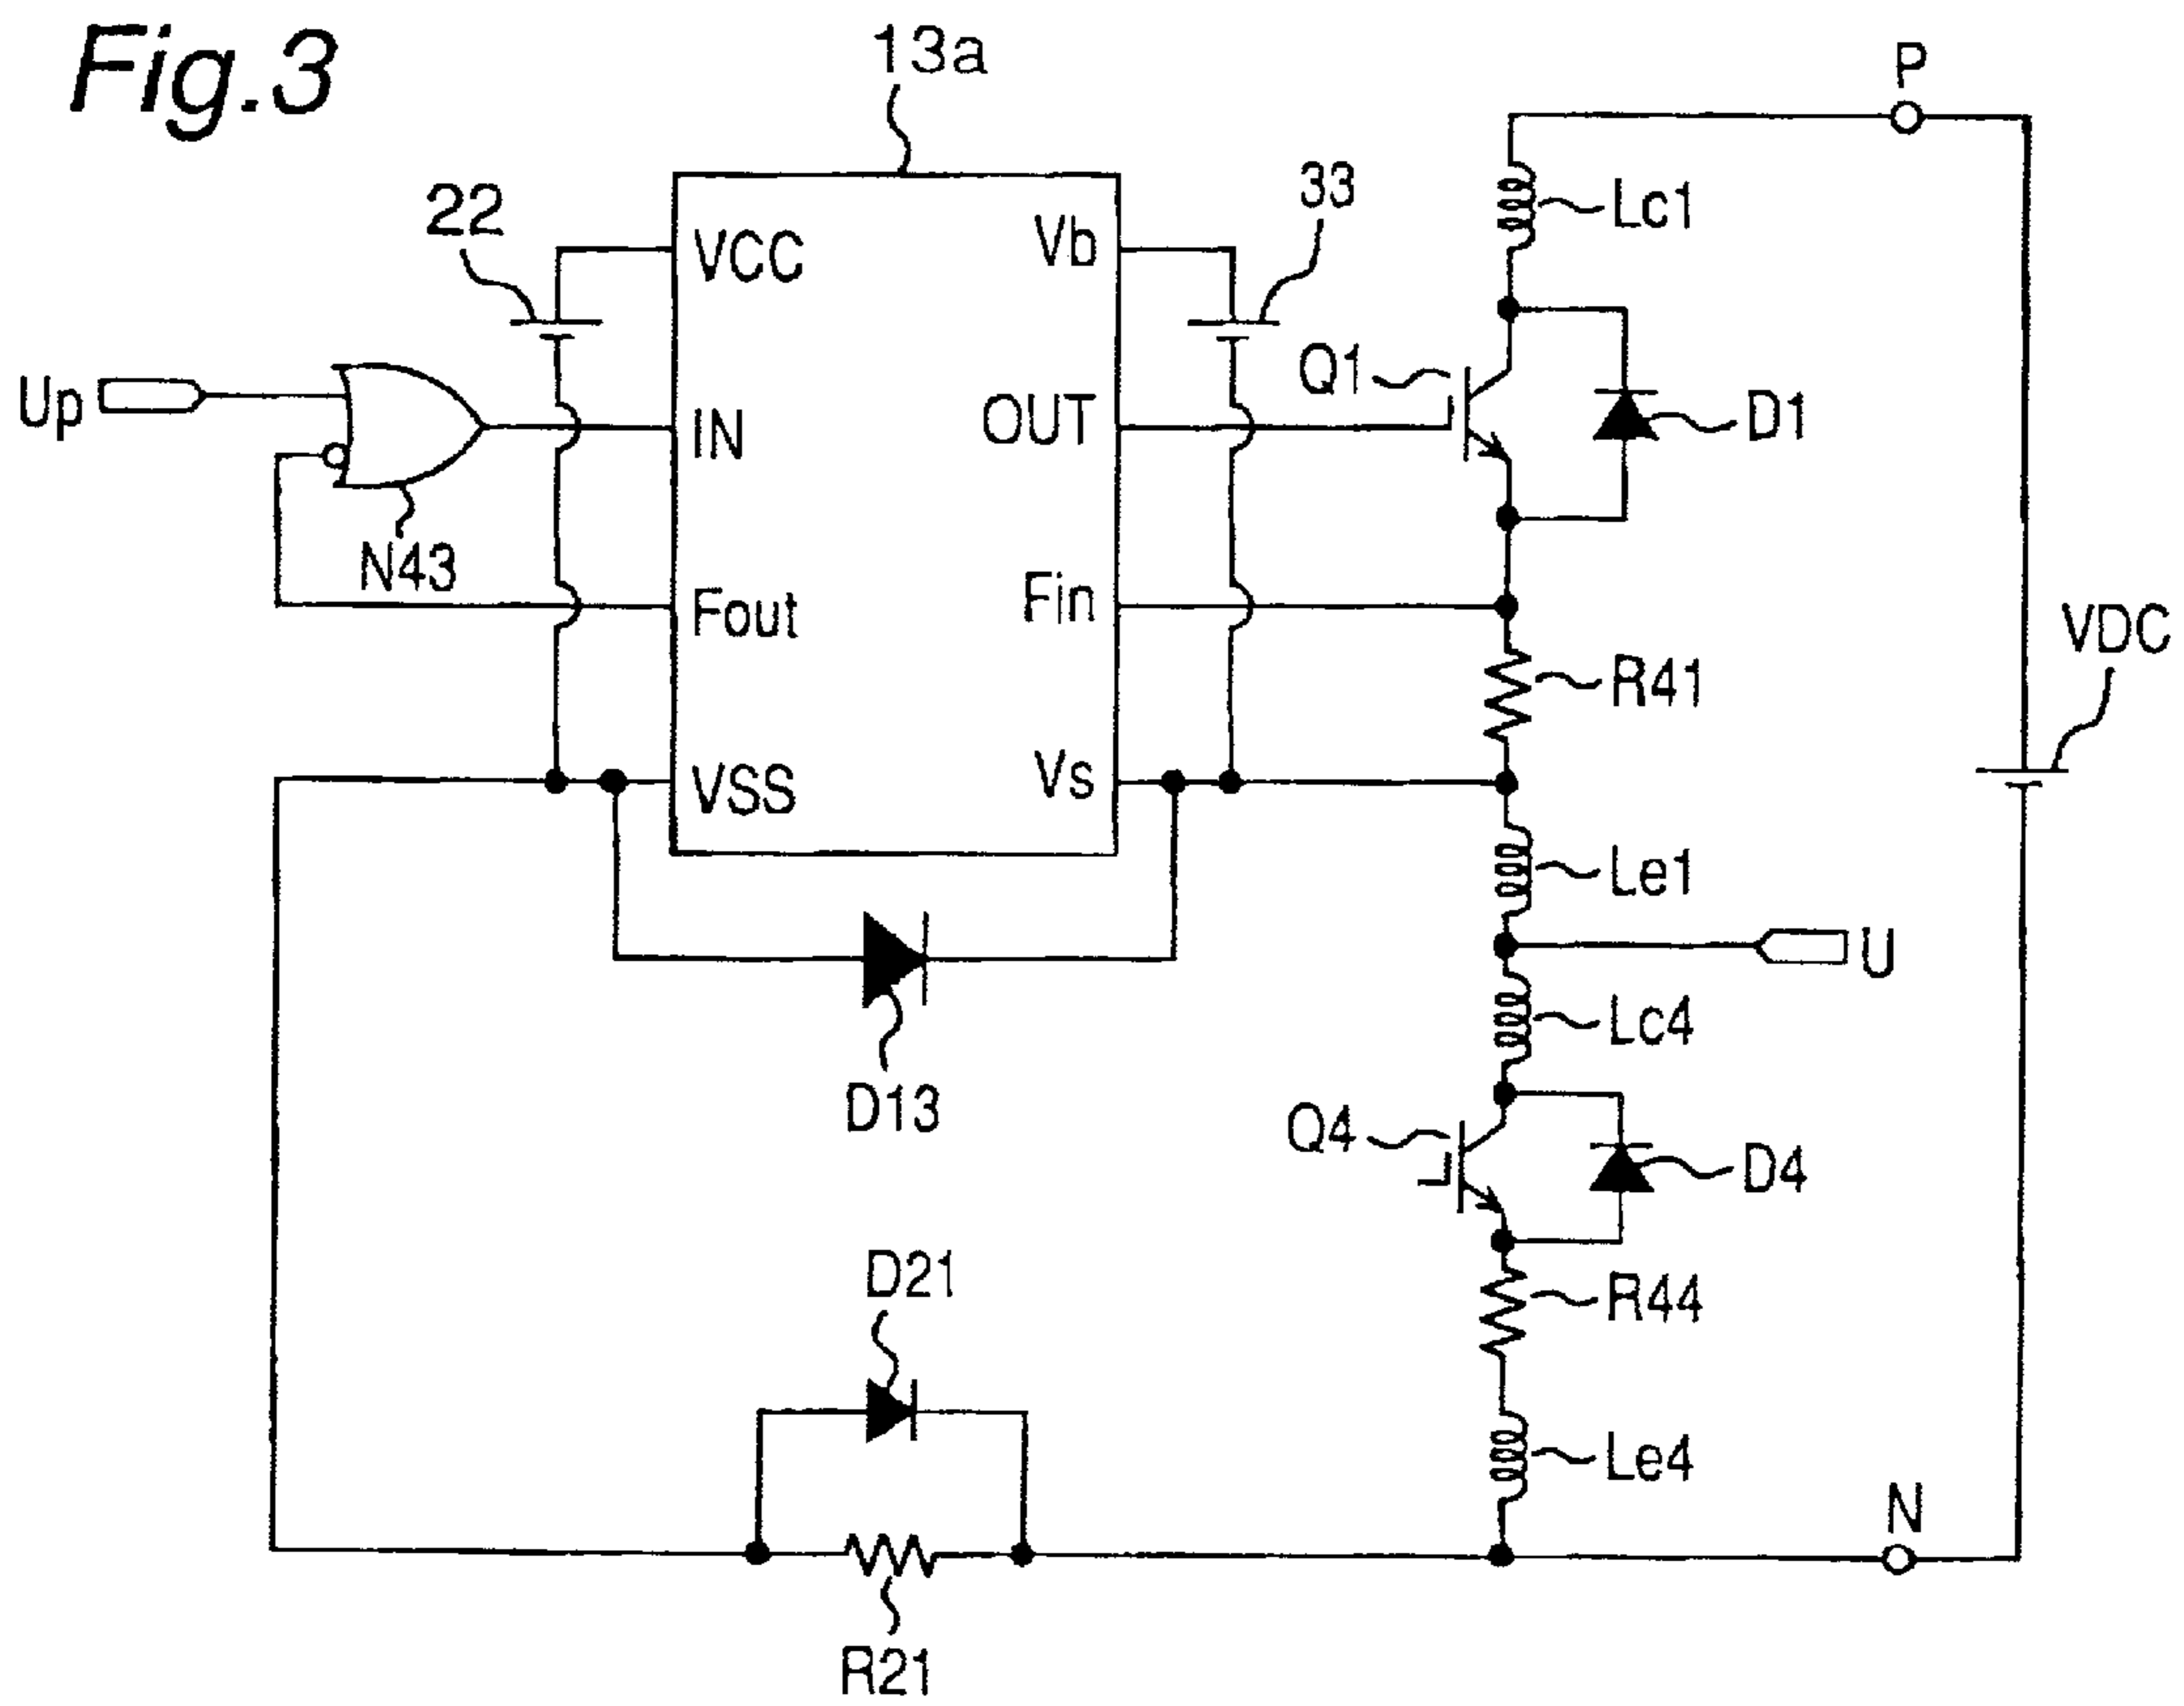 Fig.3
13a
P
22
33
Lc1
VCC
Vb
Q1
D1
Up
IN
OUT
N43
Fout
Fin
R41
VDC
VSS
Vs
Le1
U
Lc4
D13
Q4
D4
D21
R44
Le4
N
R21